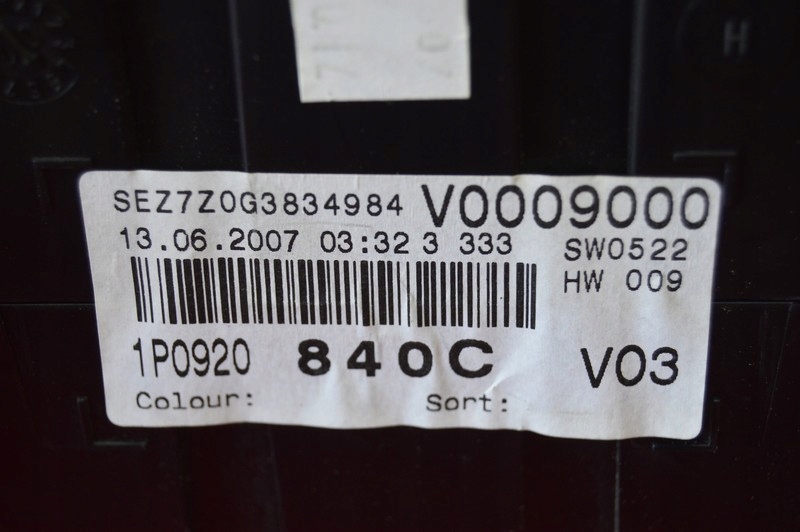 H
SEZ7Z0G3834984 V0009000
13.06.2007 03:32 3 333 SW0522
HW 009
1P0920 840C V03
Colour: Sort: